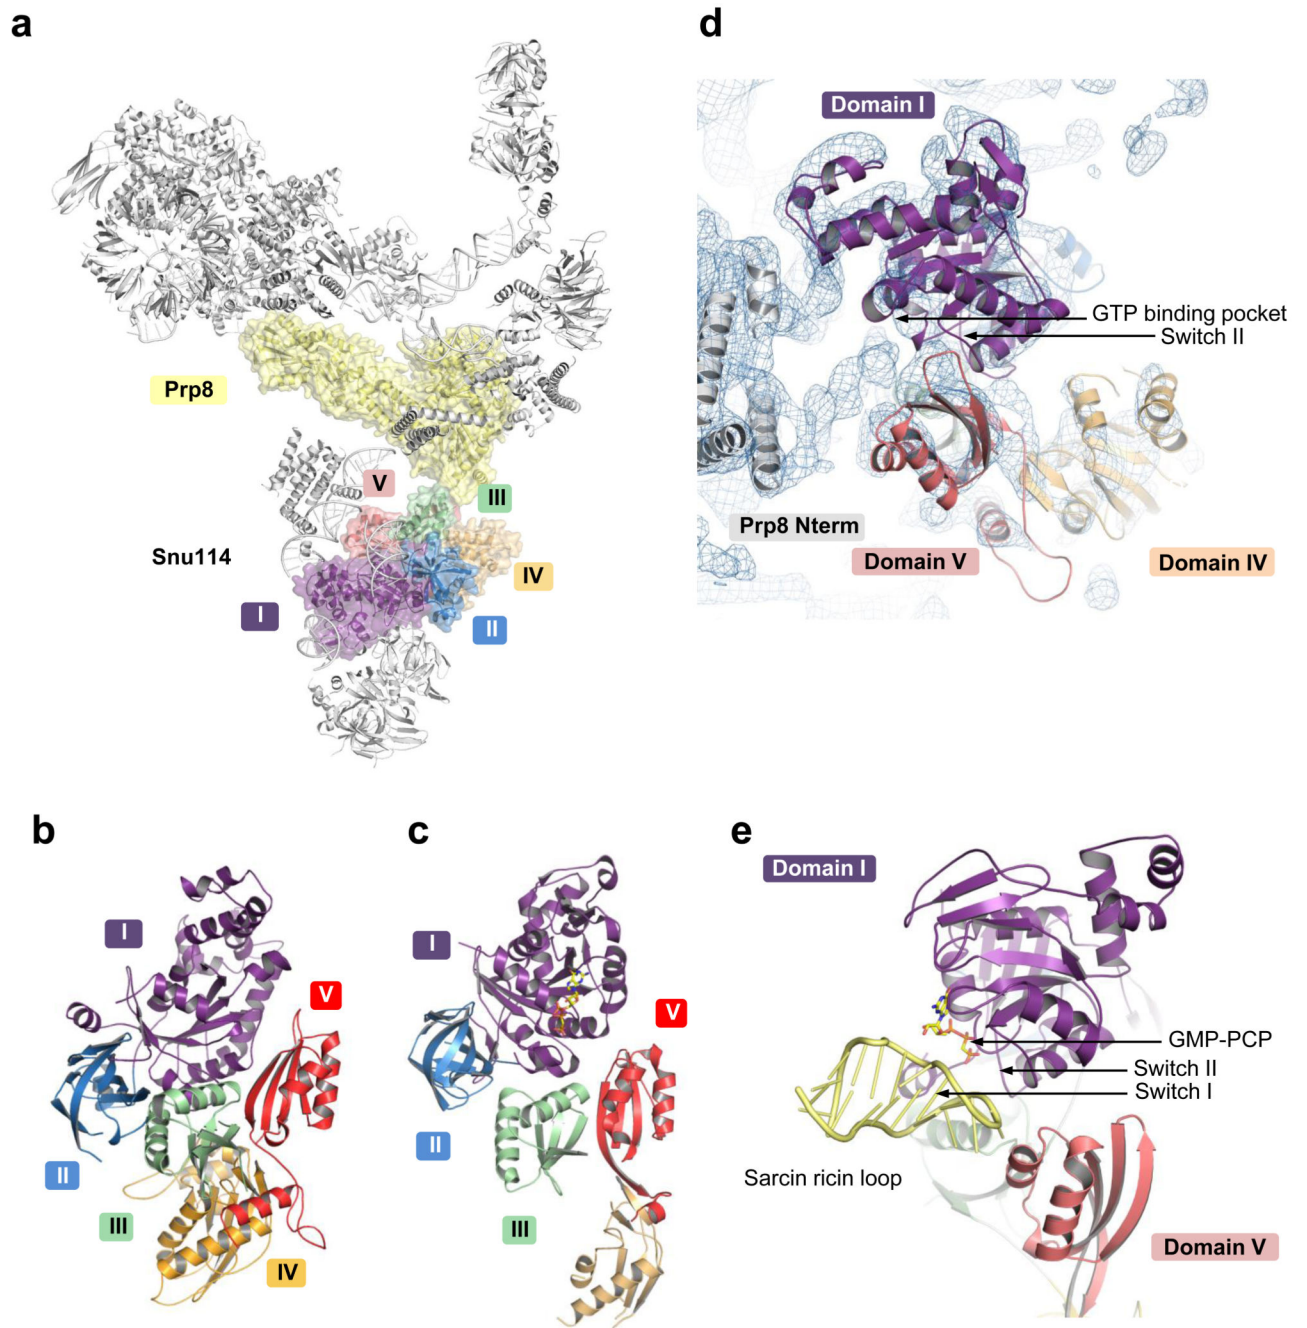 a
Prp8
V
III
Snu114
IV
I
II
d
Domain I
GTP binding pocket
Switch II
Prp8 Nterm
Domain V
Domain IV
b
I
V
II
III
IV
c
I
V
II
III
e
Domain I
GMP-PCP
Switch II
Switch I
Sarcin ricin loop
Domain V